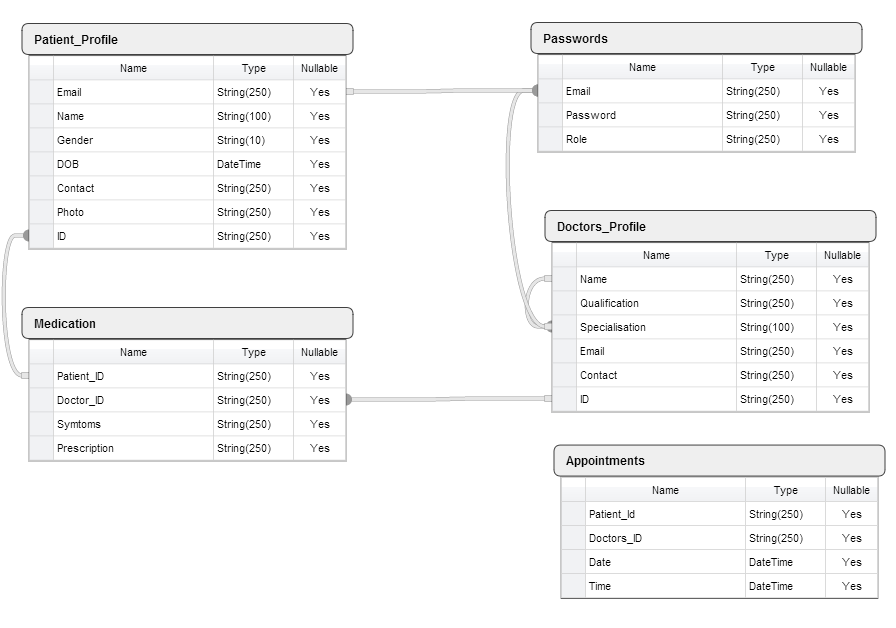 Patient_Profile
Name Type Nullable
Email String(250) Yes
Name String(100) Yes
Gender String(10) Yes
DOB DateTime Yes
Contact String(250) Yes
Photo String(250) Yes
ID String(250) Yes
Passwords
Name Type Nullable
Email String(250) Yes
Password String(250) Yes
Role String(250) Yes
Doctors_Profile
Name Type Nullable
Name String(250) Yes
Qualification String(250) Yes
Specialisation String(100) Yes
Email String(250) Yes
Contact String(250) Yes
ID String(250) Yes
Medication
Name Type Nullable
Patient_ID String(250) Yes
Doctor_ID String(250) Yes
Symtoms String(250) Yes
Prescription String(250) Yes
Appointments
Name Type Nullable
Patient_Id String(250) Yes
Doctors_ID String(250) Yes
Date DateTime Yes
Time DateTime Yes